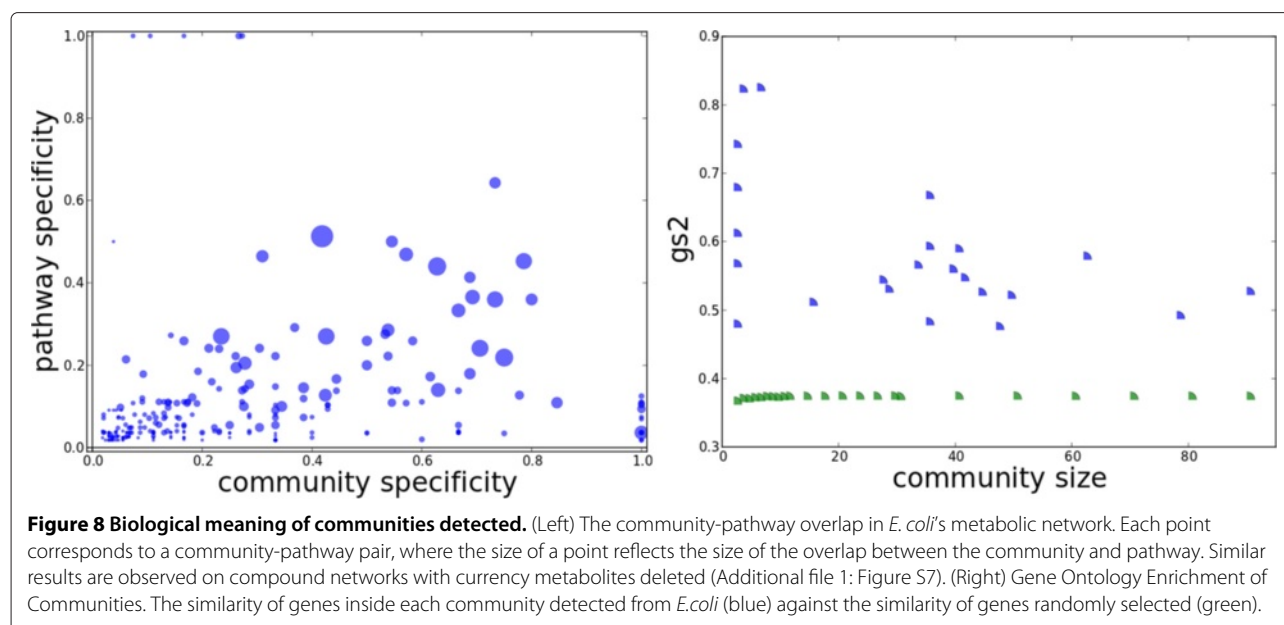 1.0
0.8
0.6
0.4
0.2
0.0
pathway specificity
0.0 0.2 0.4 0.6 0.8 1.0
community specificity
0.9
0.8
0.7
0.6
0.5
0.4
0.3
gs2
0 20 40 60 80
community size
Figure 8 Biological meaning of communities detected. (Left) The community-pathway overlap in E. coli's metabolic network. Each point
corresponds to a community-pathway pair, where the size of a point reflects the size of the overlap between the community and pathway. Similar
results are observed on compound networks with currency metabolites deleted (Additional file 1: Figure S7). (Right) Gene Ontology Enrichment of
Communities. The similarity of genes inside each community detected from E.coli (blue) against the similarity of genes randomly selected (green).